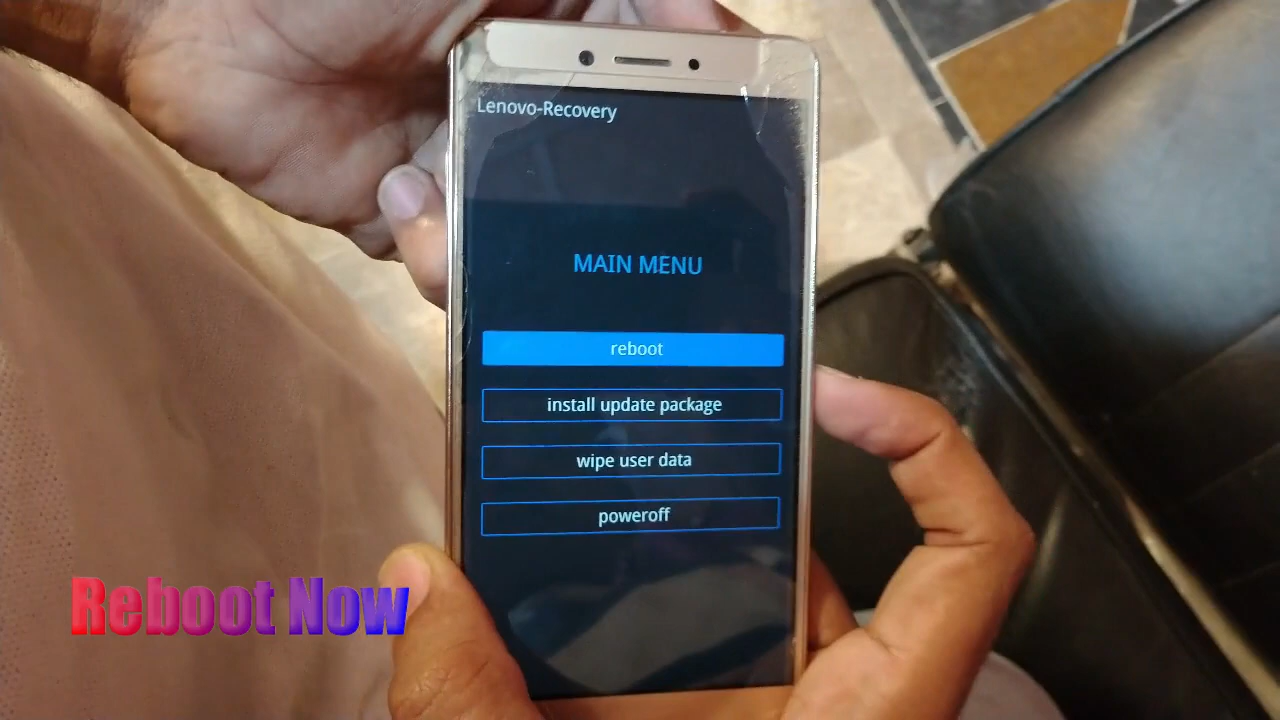 Lenovo-Recovery
MAIN MENU
reboot
install update package
wipe user data
poweroff
Reboot Now